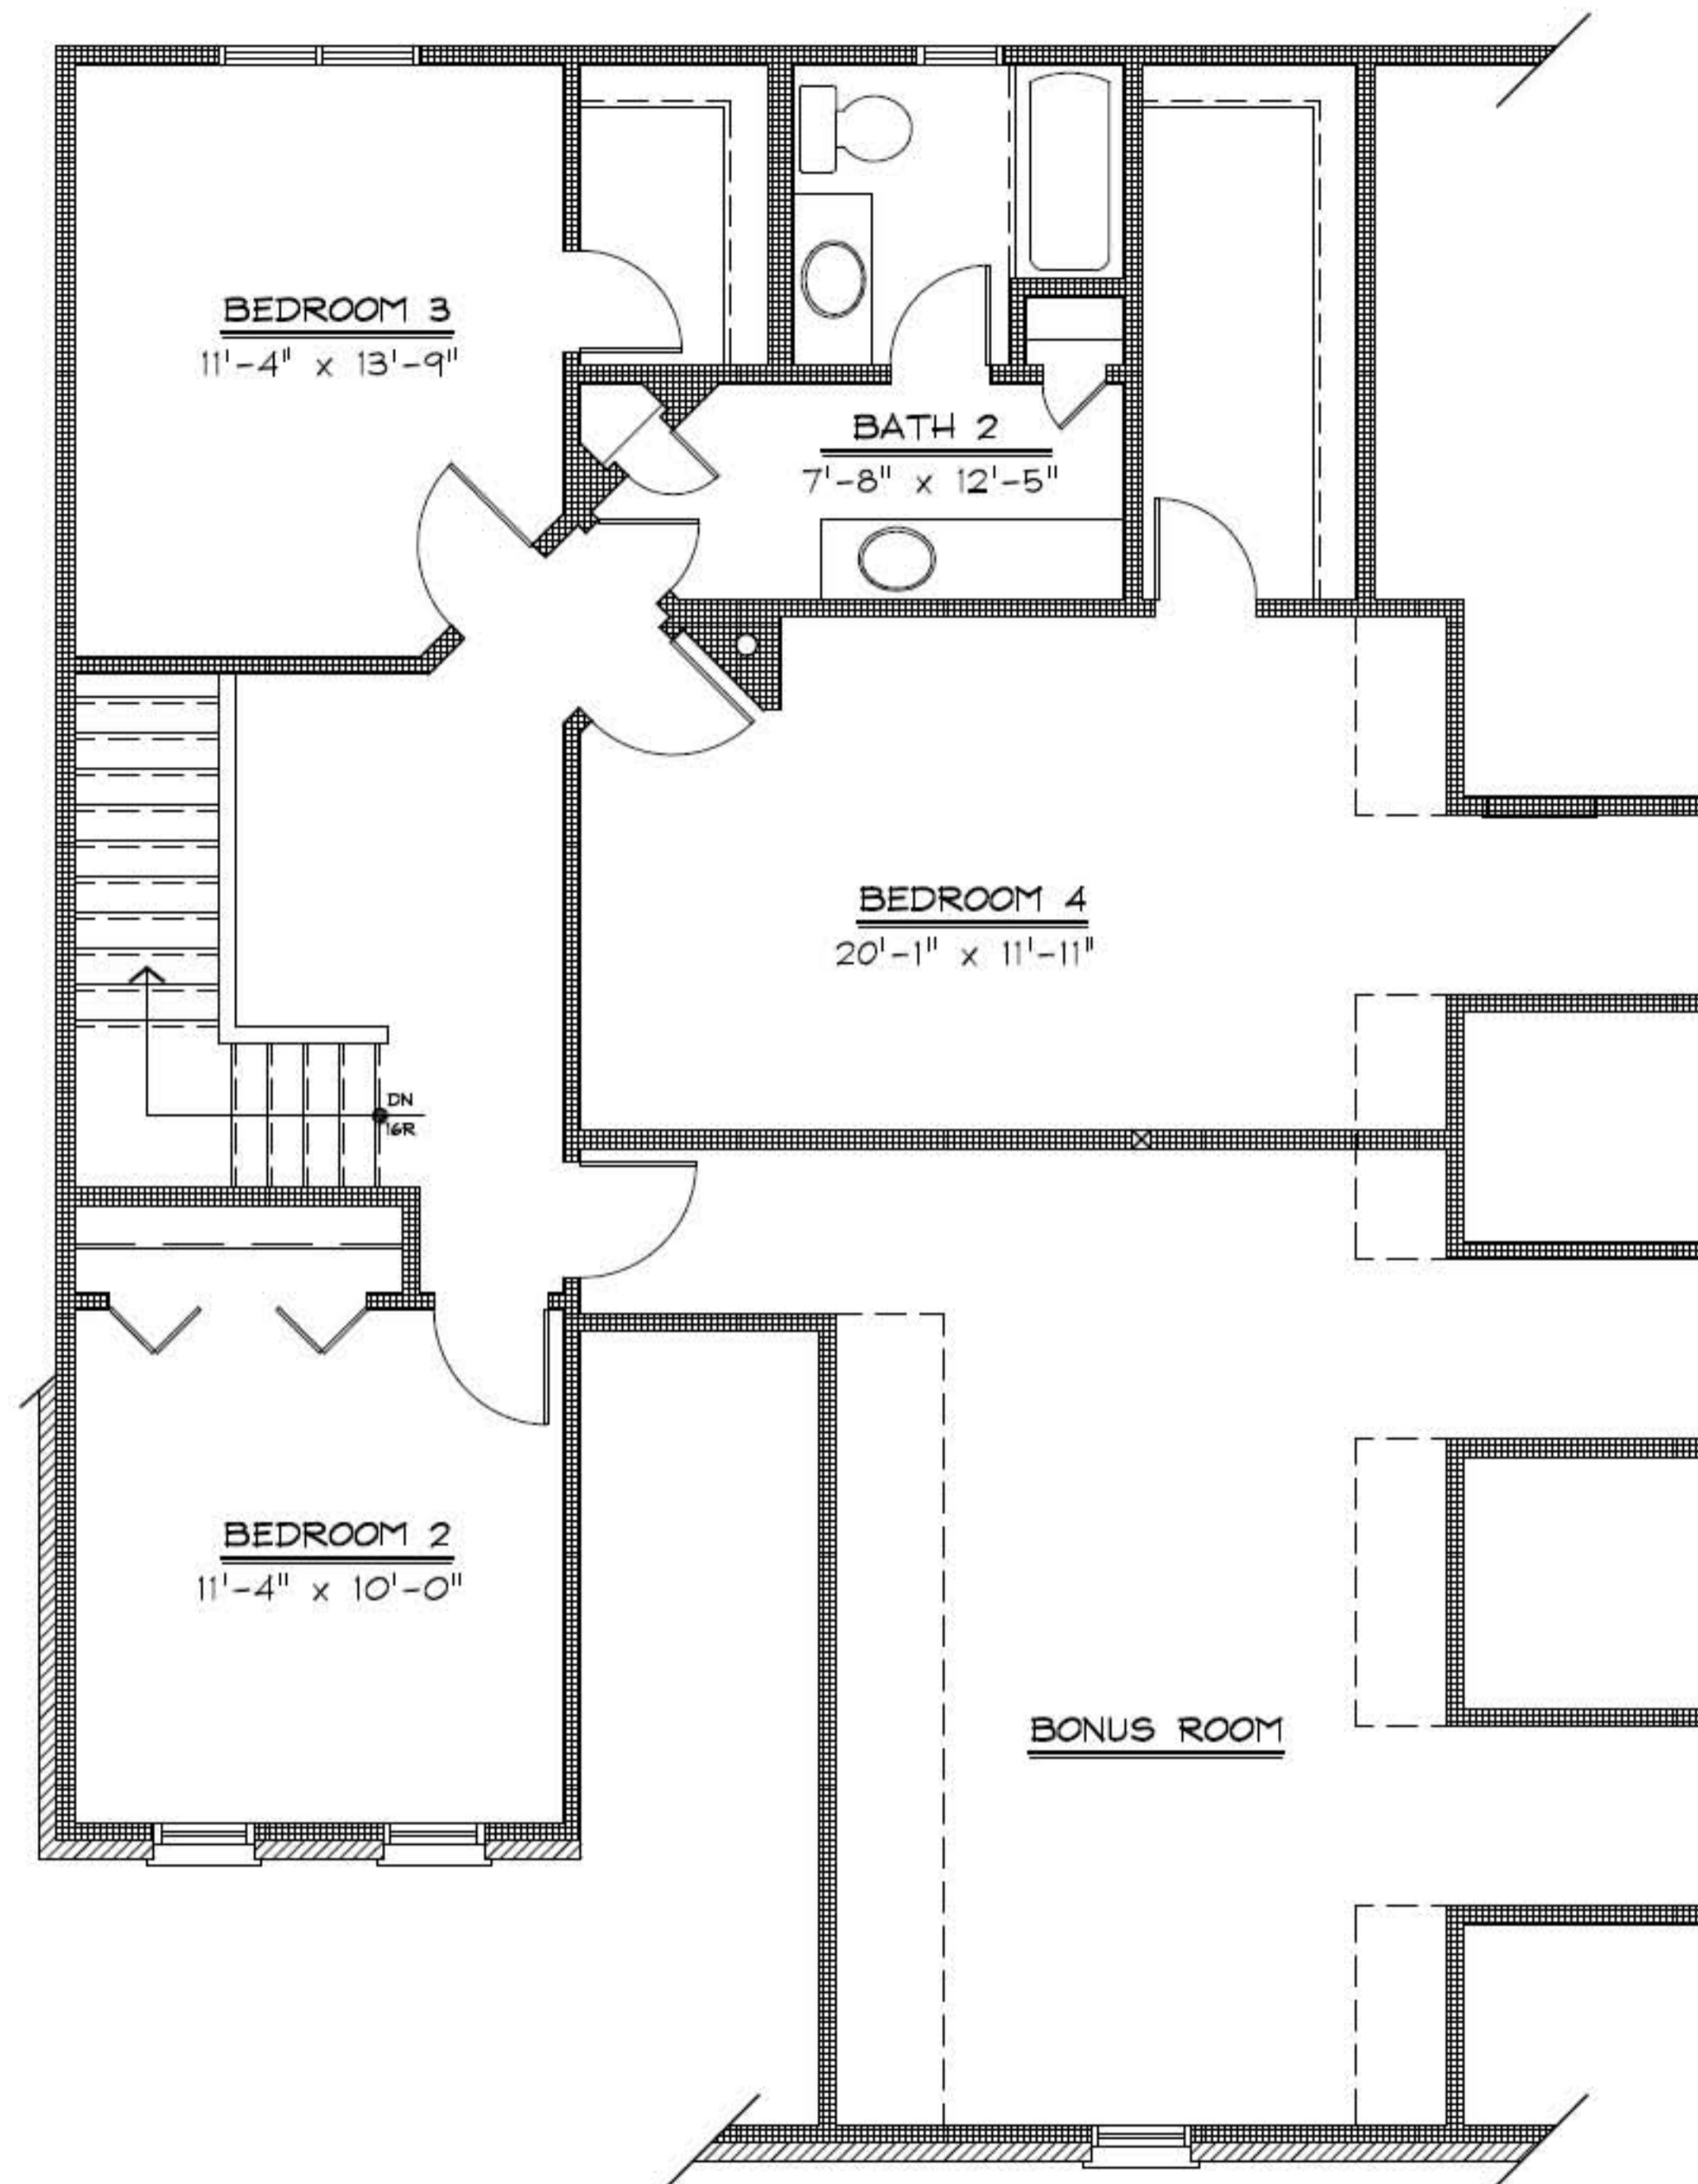 BEDROOM 3
11'-4" x 13'-9"
BATH 2
7'-8" x 12'-5"
BEDROOM 4
20'-1" x 11'-11"
DN
16R
BEDROOM 2
11'-4" x 10'-0"
BONUS ROOM